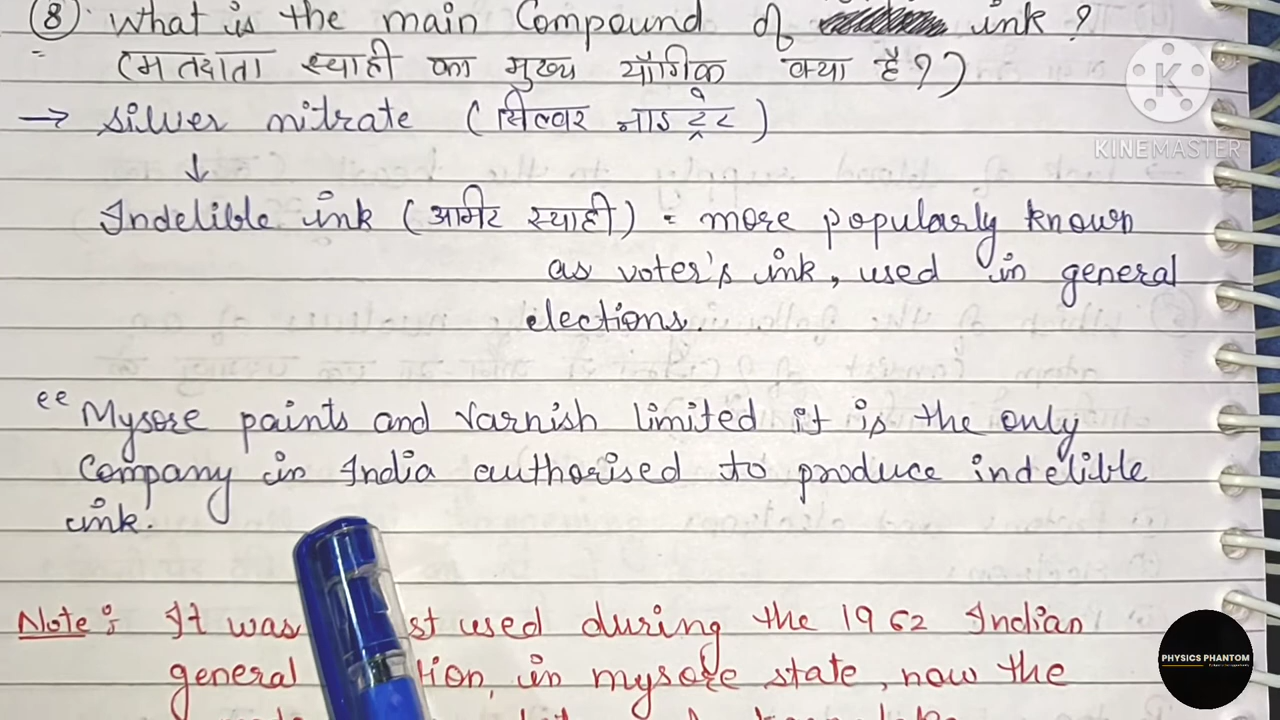 ⑧. What is the main Compound of ink ?
(मतदाता स्याही का मुख्य यौगिक क्या है?)
→ silver nitrate (सिल्वर नाइट्रेट)
↓
Indelible ink (अमिट स्याही) = more popularly known
as voter's ink, used in general
elections.
Mysore paints and Varnish limited it is the only
Company in India authorised to produce indelible
ink.
Note: It was st used during the 1962 Indian
general tion, in mysore state, now the
KINEMASTER
PHYSICS PHANTOM